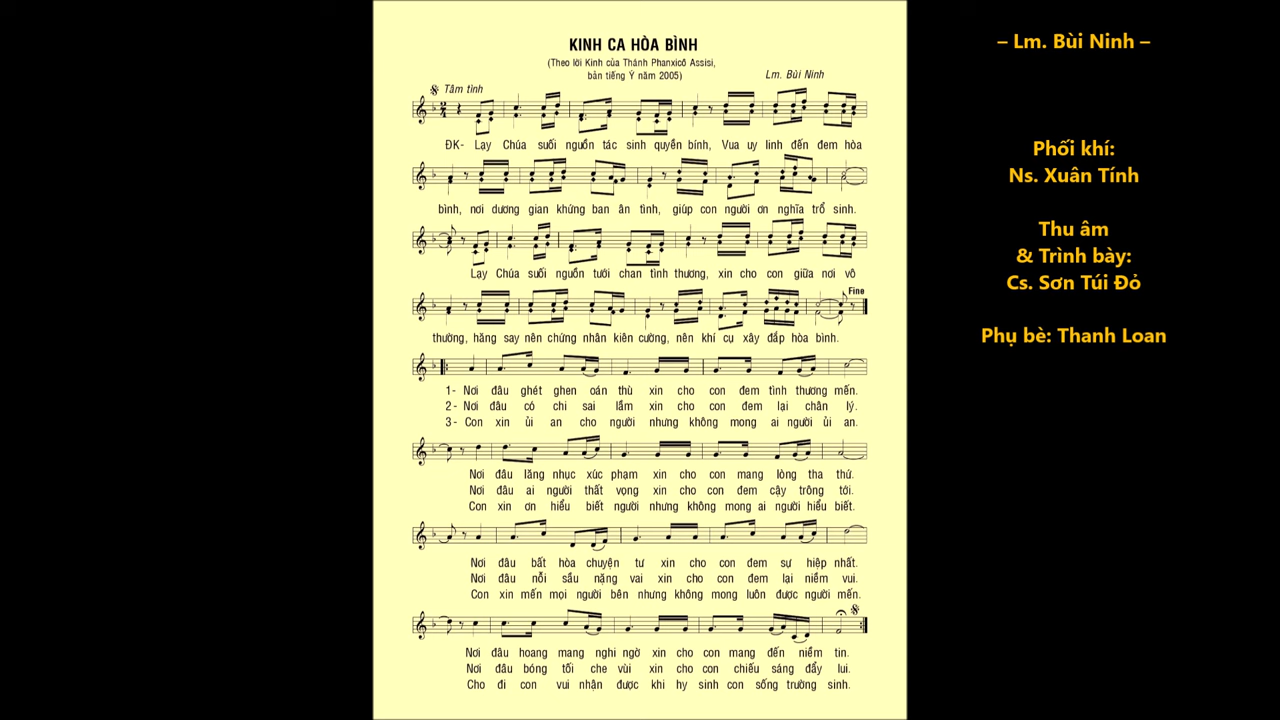 KINH CA HÒA BÌNH
(Theo lời Kinh của Thánh Phanxicô Assisi,
bản tiếng Ý năm 2005)
Lm. Bùi Ninh
Tâm tình
2
4
ĐK- Lạy Chúa suối nguồn tác sinh quyền bính, Vua uy linh đến đem hòa
bình, nơi dương gian khứng ban ân tình, giúp con người ơn nghĩa trổ sinh.
Lạy Chúa suối nguồn tưới chan tình thương, xin cho con giữa nơi vô
Fine
thường, hăng say nên chứng nhân kiên cường, nên khí cụ xây đắp hòa bình.
1- Nơi đâu ghét ghen oán thù xin cho con đem tình thương mến.
2- Nơi đâu có chi sai lầm xin cho con đem lại chân lý.
3- Con xin ủi an cho người nhưng không mong ai người ủi an.
Nơi đâu lăng nhục xúc phạm xin cho con mang lòng tha thứ.
Nơi đâu ai người thất vọng xin cho con đem cậy trông tới.
Con xin ơn hiểu biết người nhưng không mong ai người hiểu biết.
Nơi đâu bất hòa chuyện tư xin cho con đem sự hiệp nhất.
Nơi đâu nỗi sầu nặng vai xin cho con đem lại niềm vui.
Con xin mến mọi người bên nhưng không mong luôn được người mến.
Nơi đâu hoang mang nghi ngờ xin cho con mang đến niềm tin.
Nơi đâu bóng tối che vùi xin cho con chiếu sáng đẩy lui.
Cho đi con vui nhận được khi hy sinh con sống trường sinh.
– Lm. Bùi Ninh –
Phối khí:
Ns. Xuân Tính
Thu âm
& Trình bày:
Cs. Sơn Túi Đỏ
Phụ bè: Thanh Loan